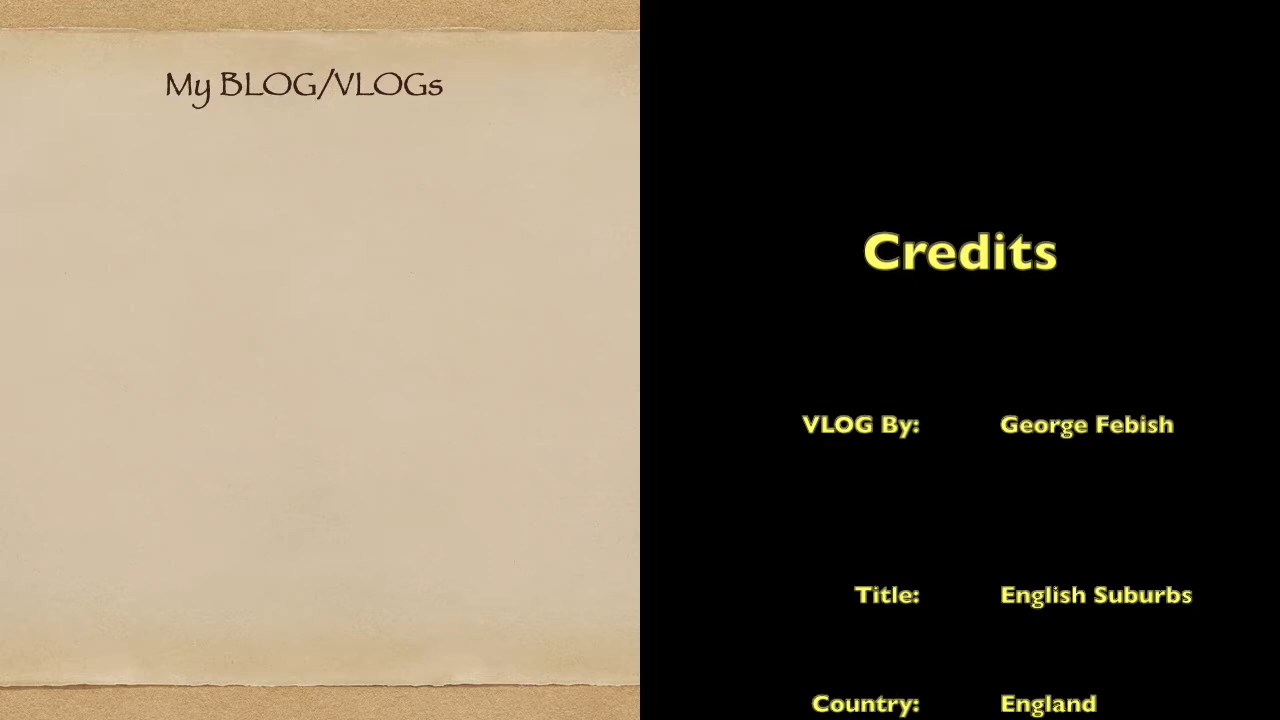 My BLOG/VLOGs
Credits
VLOG By: George Febish
Title: English Suburbs
Country: England